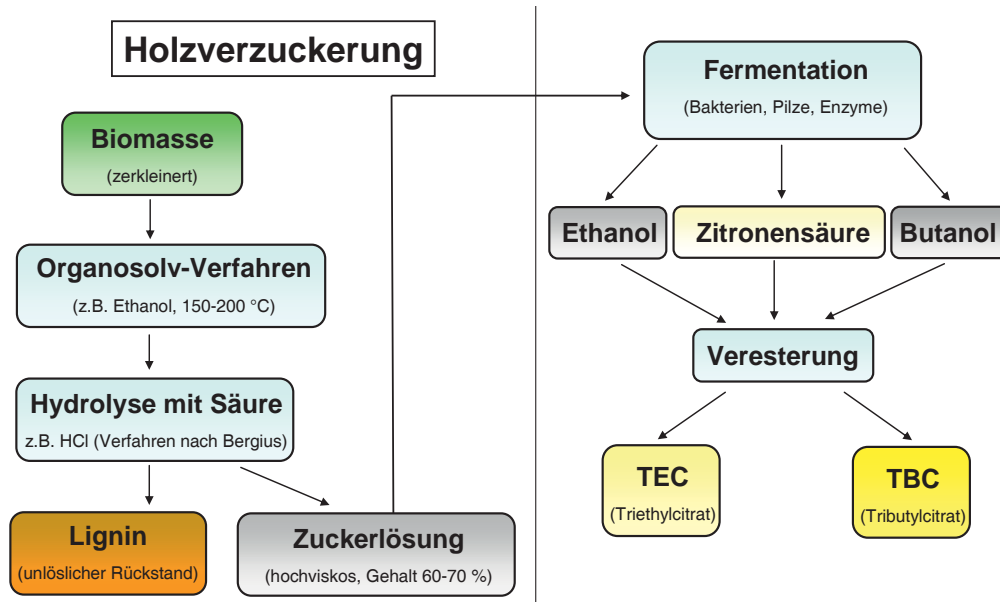 Holzverzuckerung
Biomasse
(zerkleinert)
Organosolv-Verfahren
(z.B. Ethanol, 150-200 °C)
Hydrolyse mit Säure
z.B. HCl (Verfahren nach Bergius)
Lignin
(unlöslicher Rückstand)
Zuckerlösung
(hochviskos, Gehalt 60-70 %)
Fermentation
(Bakterien, Pilze, Enzyme)
Ethanol
Zitronensäure
Butanol
Veresterung
TEC
(Triethylcitrat)
TBC
(Tributylcitrat)